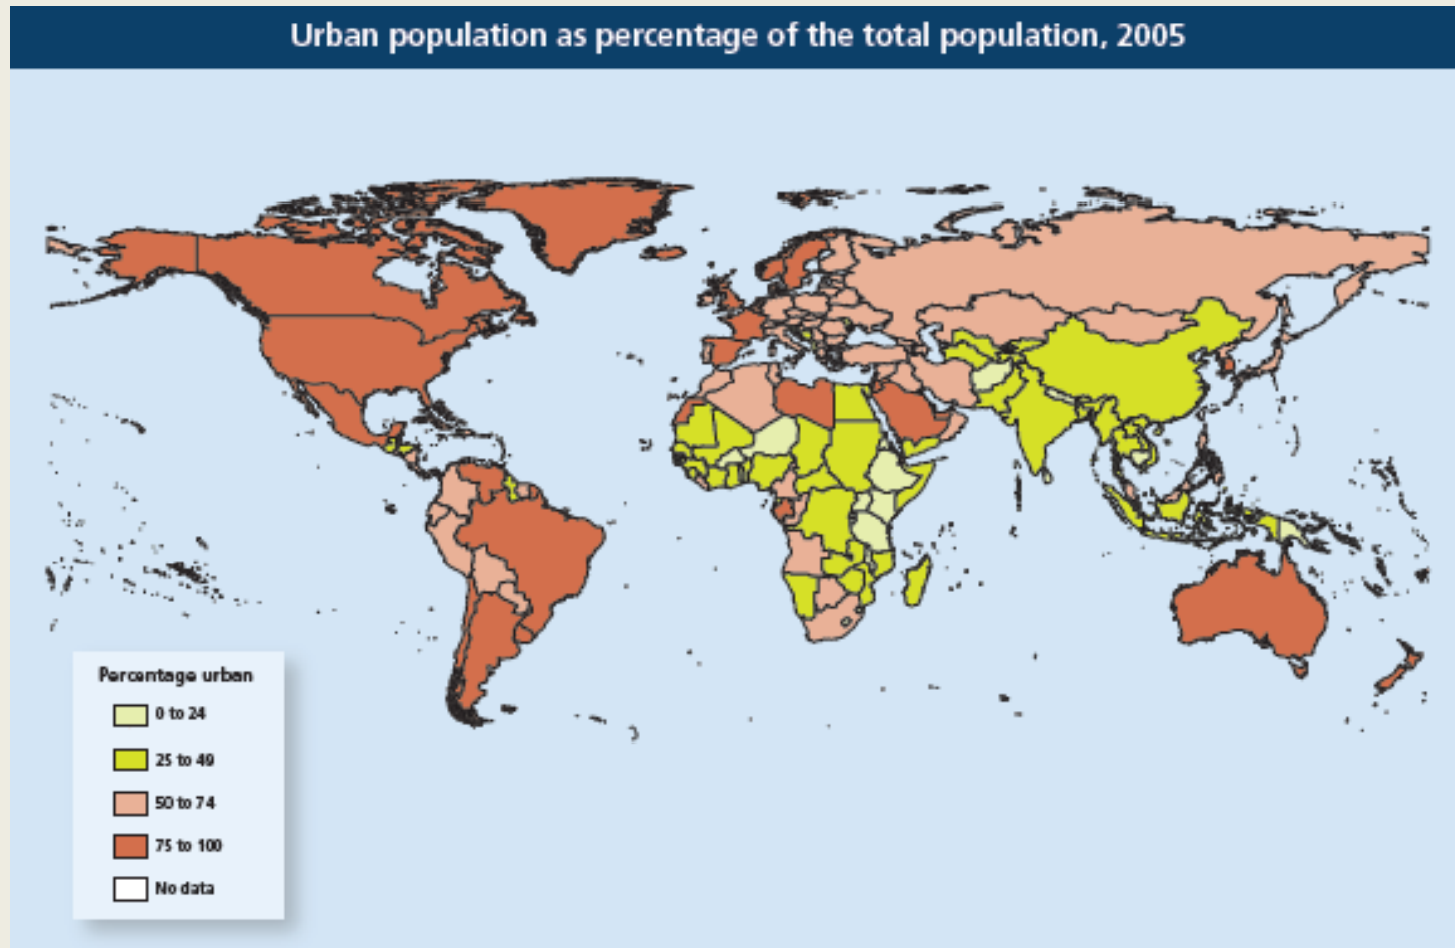 Urban population as percentage of the total population, 2005
Percentage urban
0 to 24
25 to 49
50 to 74
75 to 100
No data